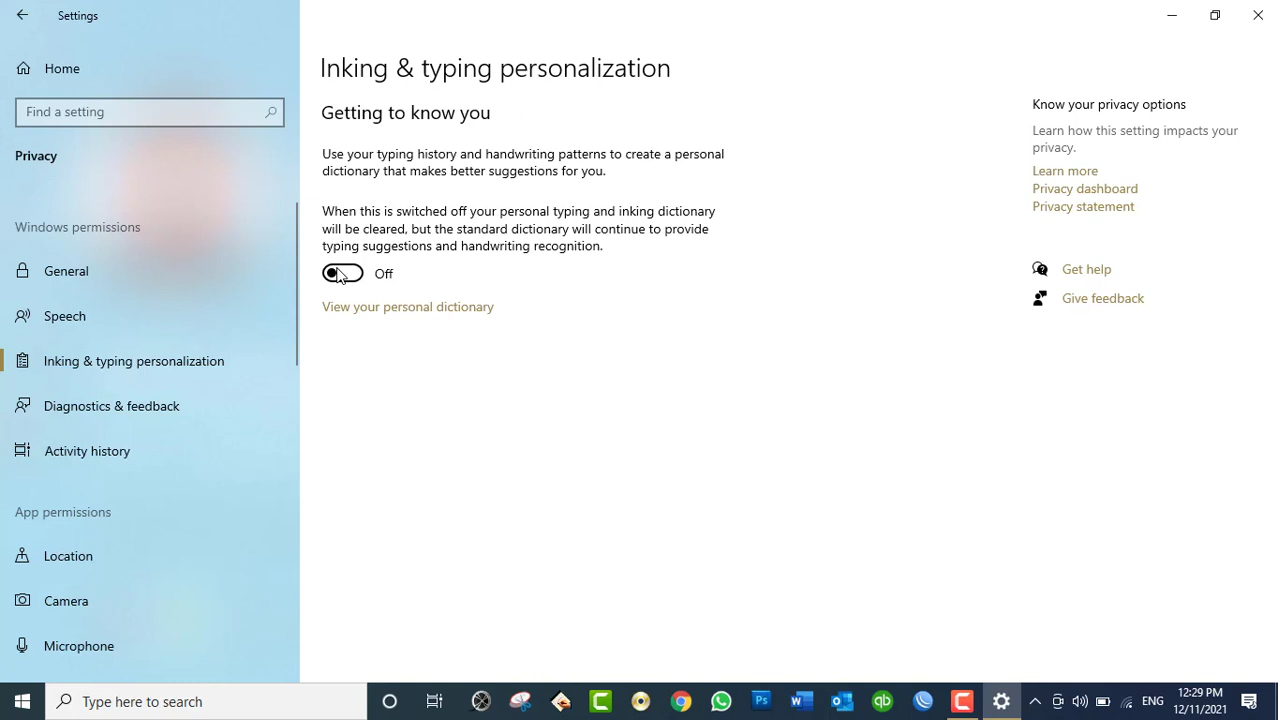 Settings
Home
Find a setting
Privacy
Windows permissions
General
Speech
Inking & typing personalization
Diagnostics & feedback
Activity history
App permissions
Location
Camera
Microphone
Inking & typing personalization
Getting to know you
Use your typing history and handwriting patterns to create a personal
dictionary that makes better suggestions for you.
When this is switched off your personal typing and inking dictionary
will be cleared, but the standard dictionary will continue to provide
typing suggestions and handwriting recognition.
Off
View your personal dictionary
Know your privacy options
Learn how this setting impacts your
privacy.
Learn more
Privacy dashboard
Privacy statement
Get help
Give feedback
Type here to search
Ps
W
O
qb
C
C
ENG
12:29 PM
12/11/2021